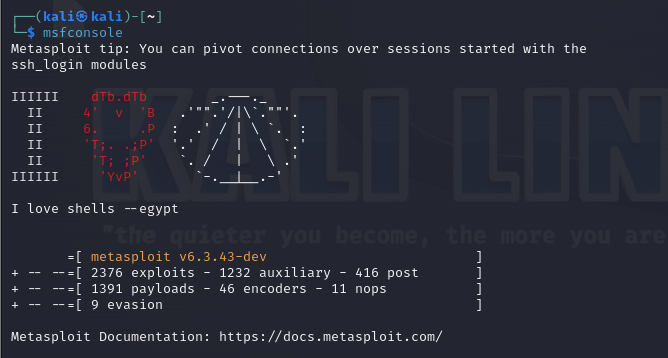 ┌──(kali㉿kali)-[~]
└─$ msfconsole
Metasploit tip: You can pivot connections over sessions started with the
ssh_login modules
IIIIII    dTb.dTb        _.---._
  II     4'  v  'B   .'"".'/|\`.""'.
  II     6.     .P  :  .' / | \ `.  :
  II     'T;. .;P'  '.'  /  |  \  `.'
  II      'T; ;P'    `. /   |   \ .'
IIIIII     'YvP'       `-.__|__.-'
I love shells --egypt
       =[ metasploit v6.3.43-dev                          ]
+ -- --=[ 2376 exploits - 1232 auxiliary - 416 post       ]
+ -- --=[ 1391 payloads - 46 encoders - 11 nops           ]
+ -- --=[ 9 evasion                                       ]
Metasploit Documentation: https://docs.metasploit.com/
KALI LIN
"the quieter you become, the more you are